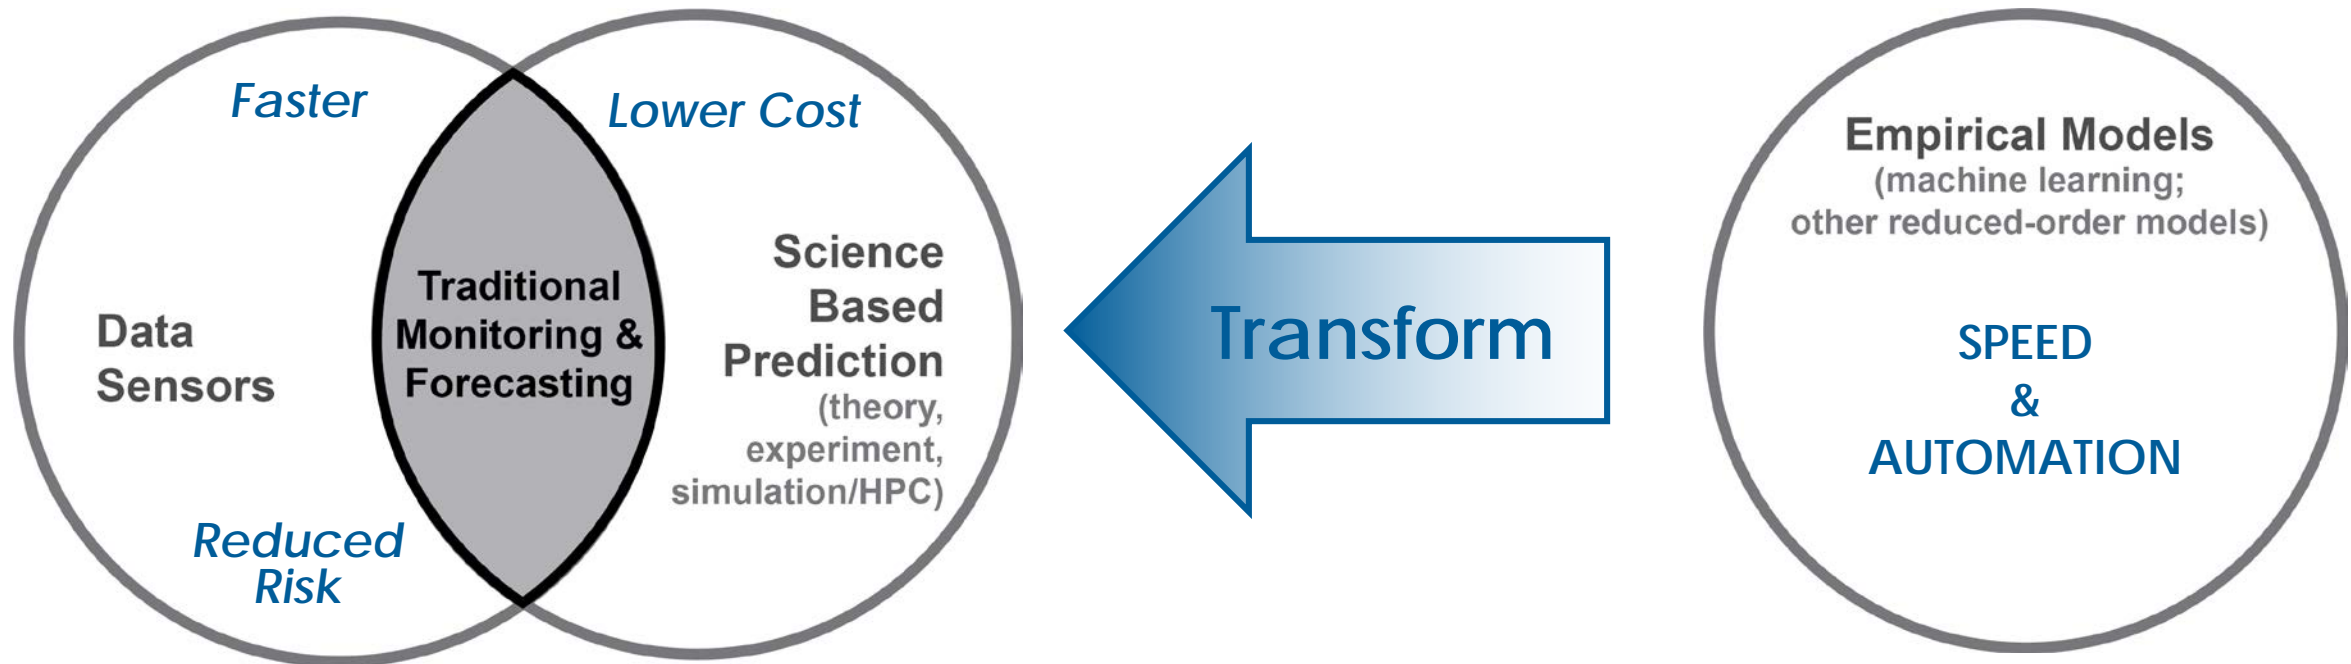 Faster
Lower Cost
Data
Sensors
Traditional
Monitoring &
Forecasting
Science
Based
Prediction
(theory,
experiment,
simulation/HPC)
Reduced
Risk
Transform
Empirical Models
(machine learning;
other reduced-order models)
SPEED
&
AUTOMATION